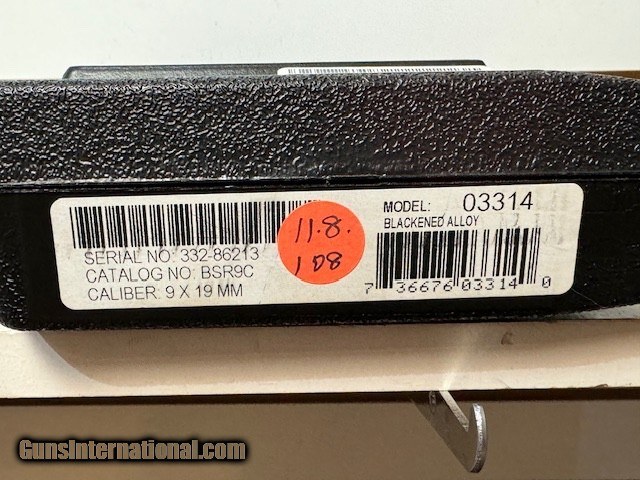 MODEL: 03314
BLACKENED ALLOY
SERIAL NO: 332-86213
CATALOG NO: BSR9C
CALIBER: 9 X 19 MM
11.8.
108
7 36676 03314 0
GunsInternational.com